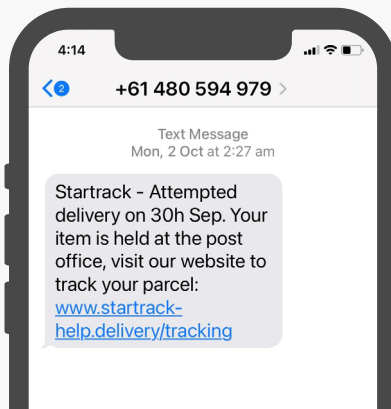 4:14
2
+61 480 594 979
Text Message
Mon, 2 Oct at 2:27 am
Startrack - Attempted
delivery on 30h Sep. Your
item is held at the post
office, visit our website to
track your parcel:
www.startrack-
help.delivery/tracking